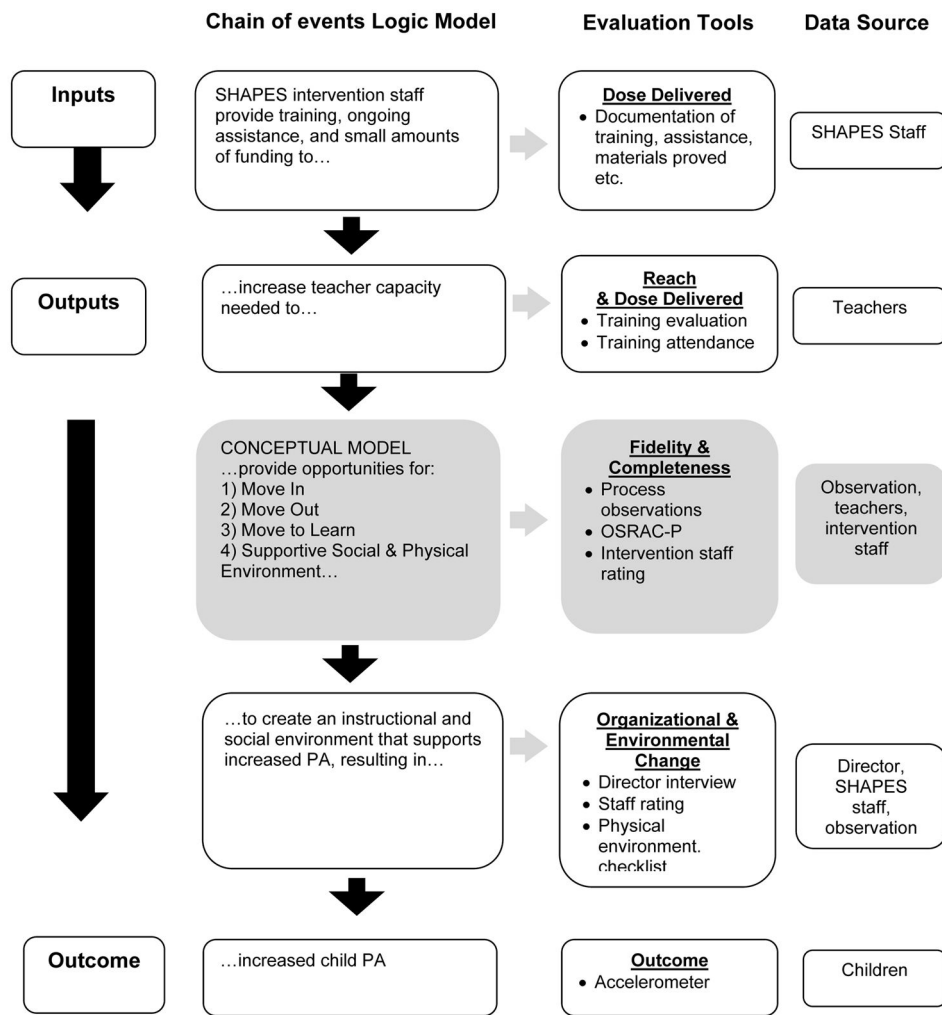 Chain of events Logic Model
Evaluation Tools
Data Source
Inputs
SHAPES intervention staff
provide training, ongoing
assistance, and small amounts
of funding to…
Dose Delivered
• Documentation of
training, assistance,
materials proved
etc.
SHAPES Staff
Outputs
…increase teacher capacity
needed to…
Reach
& Dose Delivered
• Training evaluation
• Training attendance
Teachers
CONCEPTUAL MODEL
…provide opportunities for:
1) Move In
2) Move Out
3) Move to Learn
4) Supportive Social & Physical
Environment…
Fidelity &
Completeness
• Process
observations
• OSRAC-P
• Intervention staff
rating
Observation,
teachers,
intervention
staff
…to create an instructional and
social environment that supports
increased PA, resulting in…
Organizational &
Environmental
Change
• Director interview
• Staff rating
• Physical
environment.
checklist
Director,
SHAPES
staff,
observation
Outcome
…increased child PA
Outcome
• Accelerometer
Children